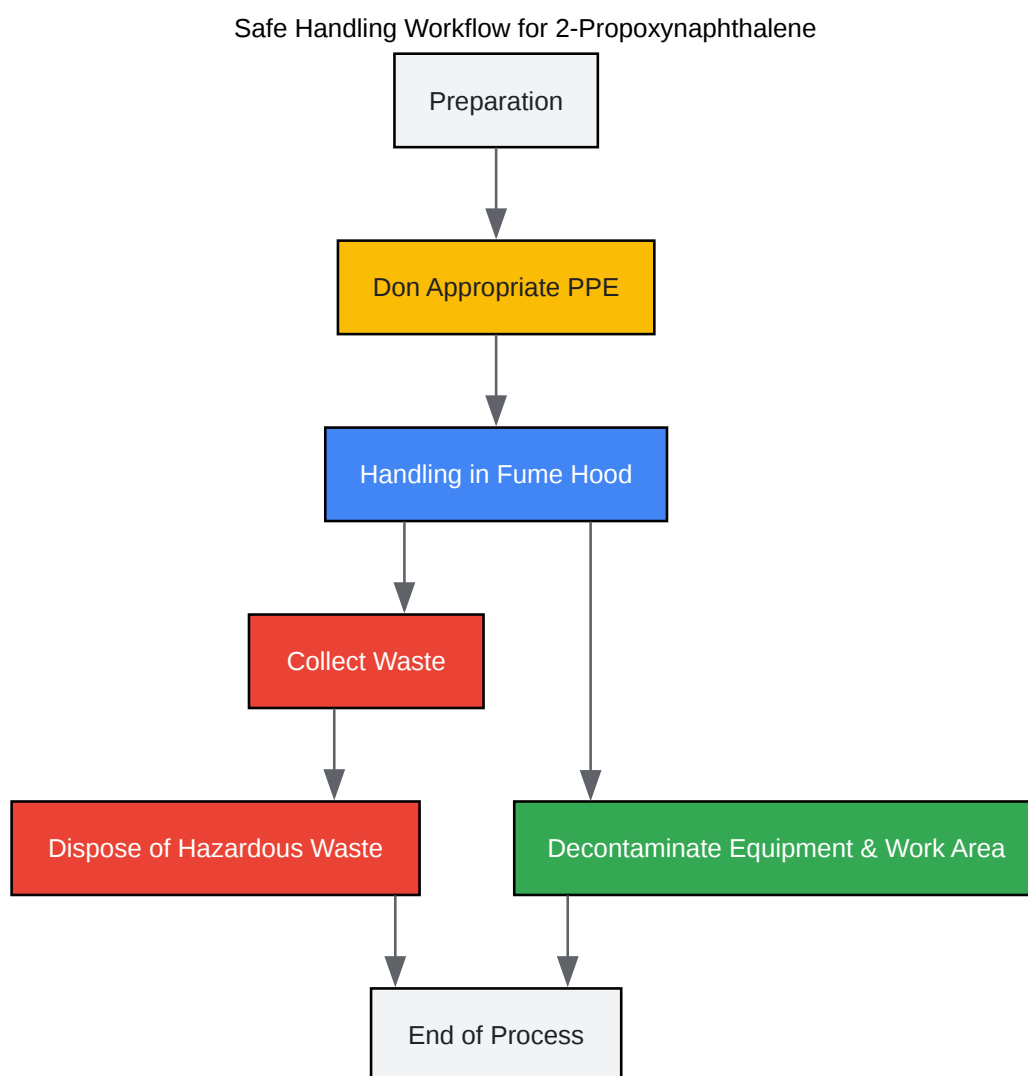 Safe Handling Workflow for 2-Propoxynaphthalene
Preparation
Don Appropriate PPE
Handling in Fume Hood
Collect Waste
Dispose of Hazardous Waste
Decontaminate Equipment & Work Area
End of Process